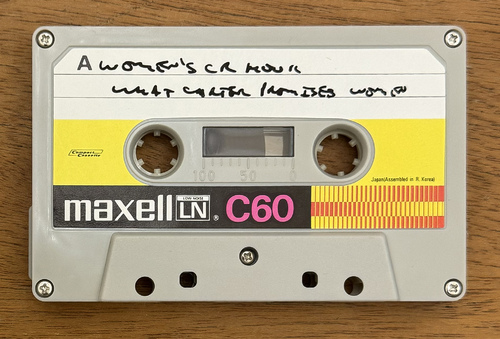 A WOMEN'S CR HOUR
WHAT CARTER PROMISES WOMEN
Compact Cassette
100 50 0
Japan(Assembled in R. Korea)
maxell LOW NOISE LN ® C60